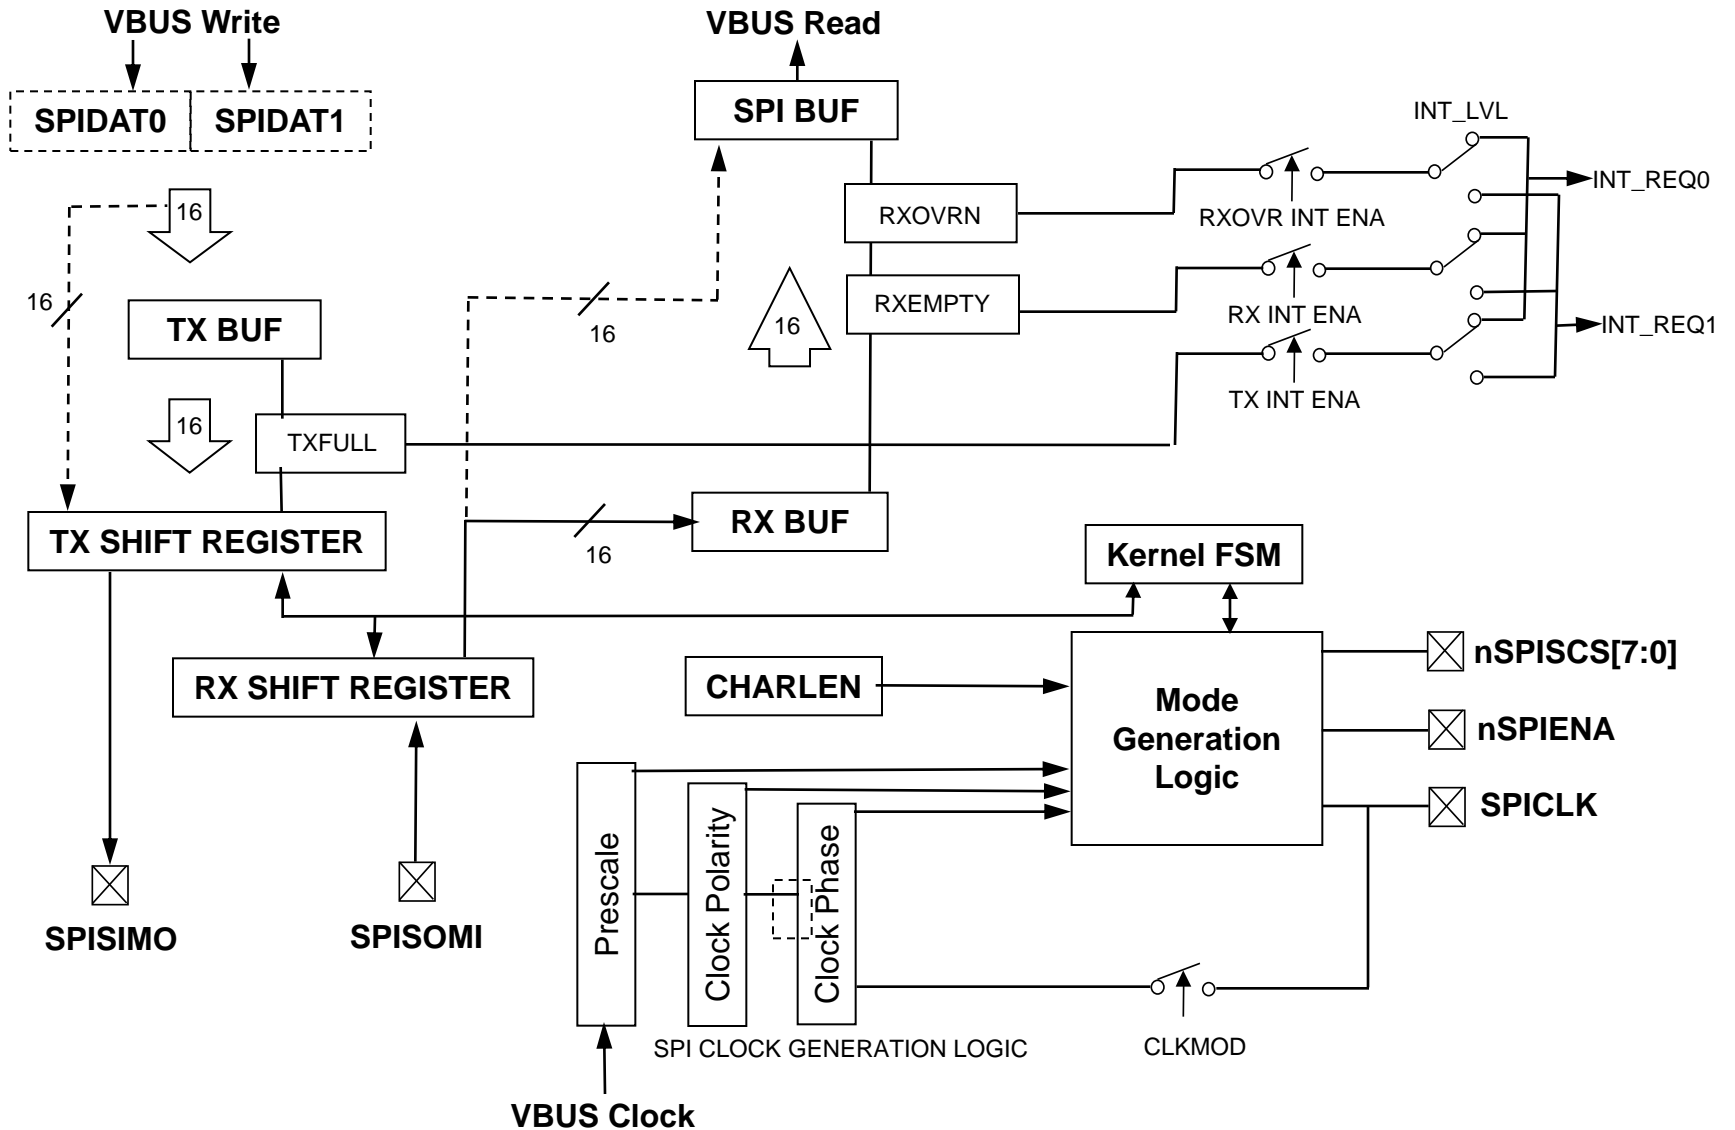 VBUS Write
VBUS Read
SPIDAT0
SPIDAT1
SPI BUF
INT_LVL
INT_REQ0
16
RXOVRN
RXOVR INT ENA
16
TX BUF
16
16
RXEMPTY
RX INT ENA
INT_REQ1
16
TXFULL
TX INT ENA
TX SHIFT REGISTER
16
RX BUF
Kernel FSM
RX SHIFT REGISTER
CHARLEN
Mode
Generation
Logic
nSPISCS[7:0]
nSPIENA
SPICLK
Prescale
Clock Polarity
Clock Phase
SPISIMO
SPISOMI
SPI CLOCK GENERATION LOGIC
CLKMOD
VBUS Clock